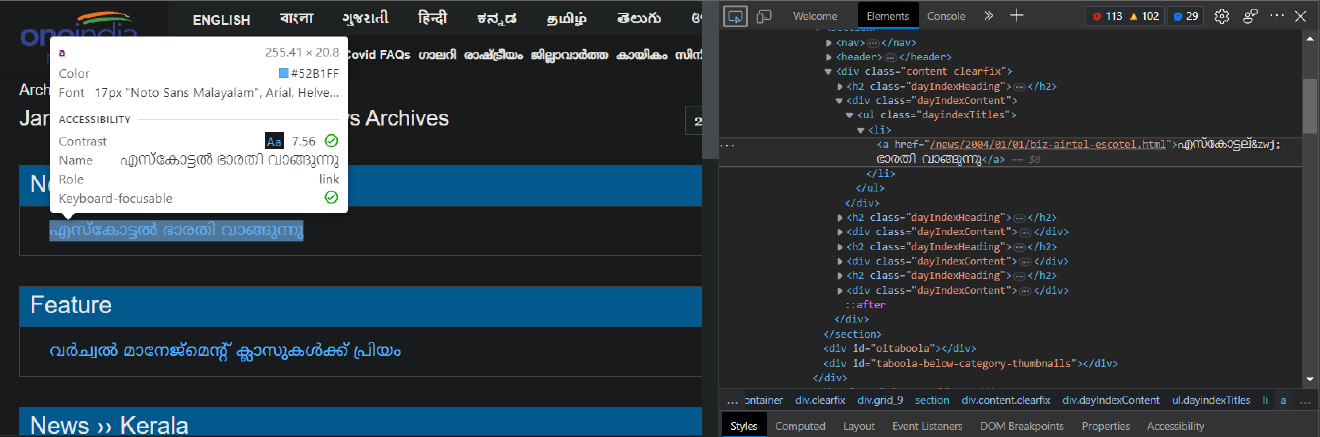 oneindia
ENGLISH বাংলা ગુજરાતી हिन्दी ಕನ್ನಡ தமிழ் తెలుగు
Covid FAQs ഗാലറി രാഷ്ട്രീയം ജില്ലാവാർത്ത കായികം സിനി
a 255.41 × 20.8
Color #52B1FF
Font 17px "Noto Sans Malayalam", Arial, Helve...
ACCESSIBILITY
Contrast Aa 7.56
Name എസ്കോട്ടൽ ഭാരതി വാങ്ങുന്നു
Role link
Keyboard-focusable
Arch
Jan
s Archives
2
Ne
എസ്കോട്ടൽ ഭാരതി വാങ്ങുന്നു
Feature
വർച്വൽ മാനേജ്മെന്റ് ക്ലാസുകൾക്ക് പ്രിയം
News ›› Kerala
Welcome Elements Console » + 113 102 29
<nav>…</nav>
<header>…</header>
<div class="content clearfix">
<h2 class="dayIndexHeading">…</h2>
<div class="dayIndexContent">
<ul class="dayindexTitles">
<li>
… <a href="/news/2004/01/01/biz-airtel-escotel.html">എസ്കോട്ടല്&zwj;
ഭാരതി വാങ്ങുന്നു</a> == $0
</li>
</ul>
</div>
<h2 class="dayIndexHeading">…</h2>
<div class="dayIndexContent">…</div>
<h2 class="dayIndexHeading">…</h2>
<div class="dayIndexContent">…</div>
<h2 class="dayIndexHeading">…</h2>
<div class="dayIndexContent">…</div>
::after
</div>
</section>
<div id="oitaboola"></div>
<div id="taboola-below-category-thumbnails"></div>
</div>
… ontainer div.clearfix div.grid_9 section div.content.clearfix div.dayIndexContent ul.dayindexTitles li a …
Styles Computed Layout Event Listeners DOM Breakpoints Properties Accessibility